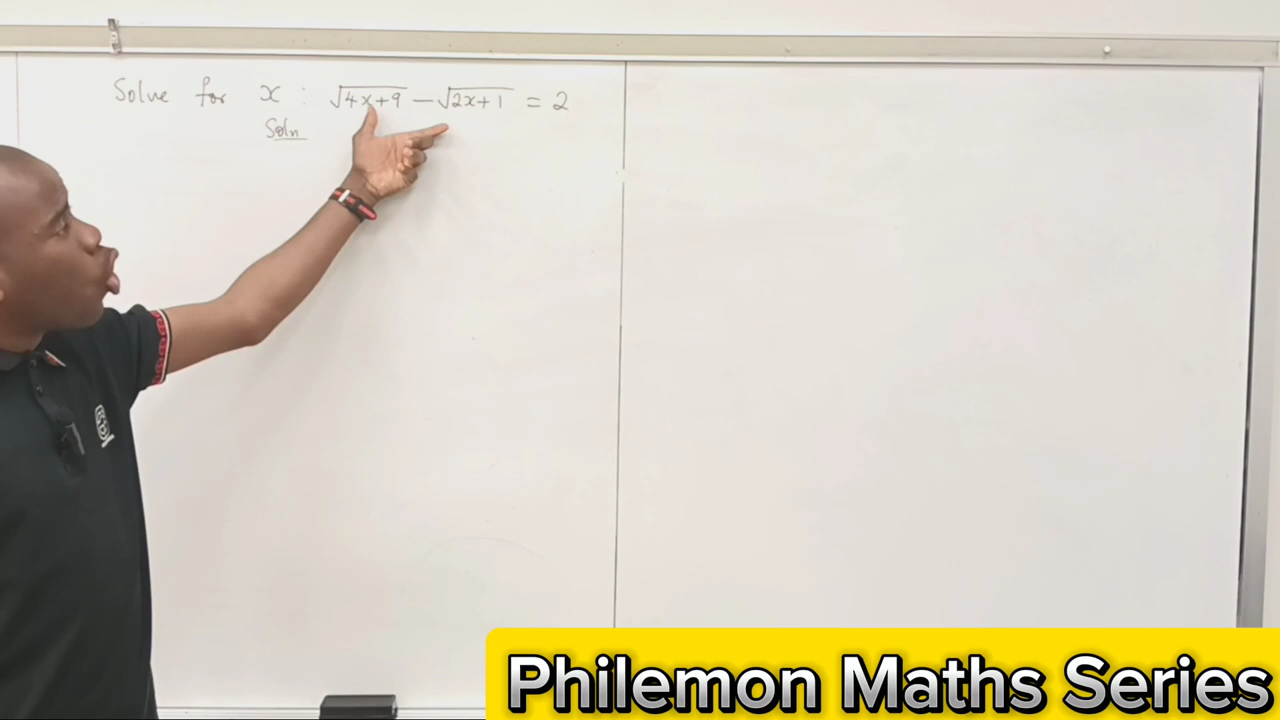 Solve for x : √4x+9 − √2x+1 = 2
Soln
Philemon Maths Series